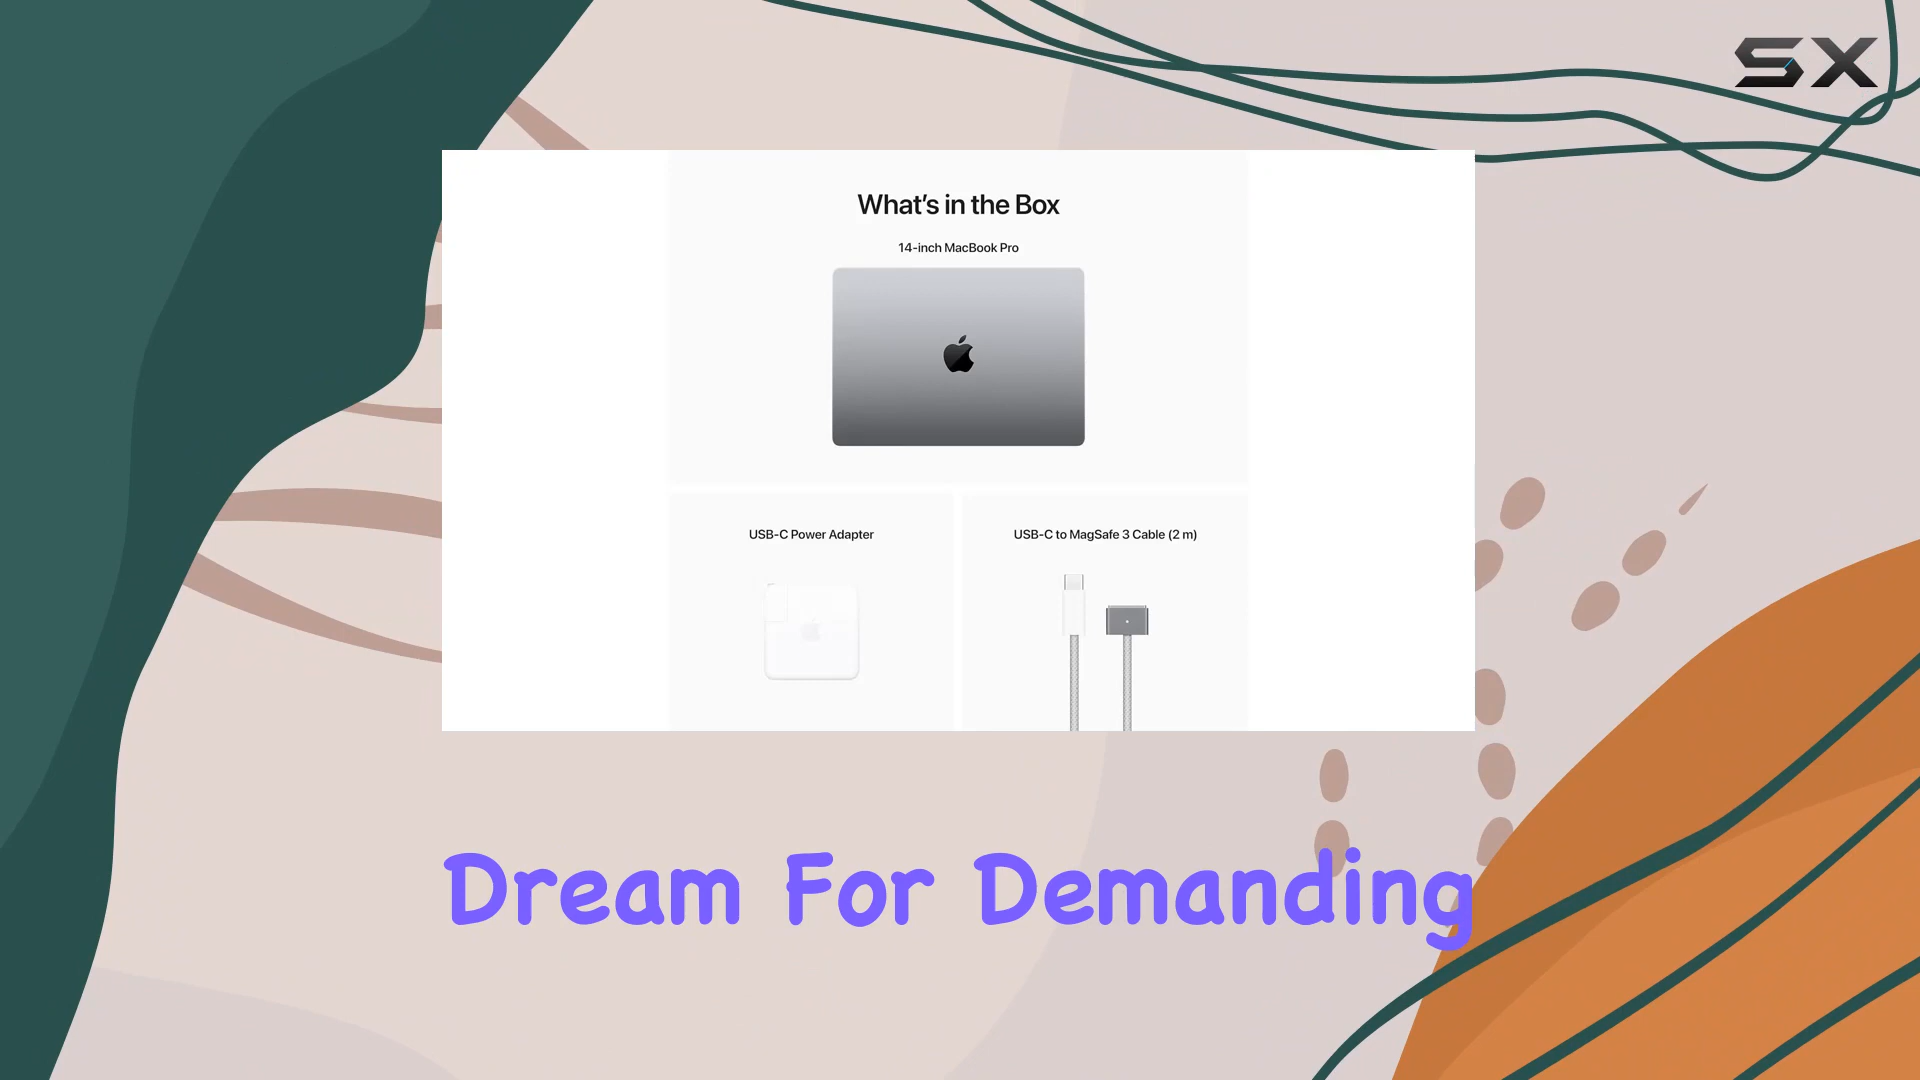 SX
What's in the Box
14-inch MacBook Pro
USB-C Power Adapter
USB-C to MagSafe 3 Cable (2 m)
Dream For Demanding